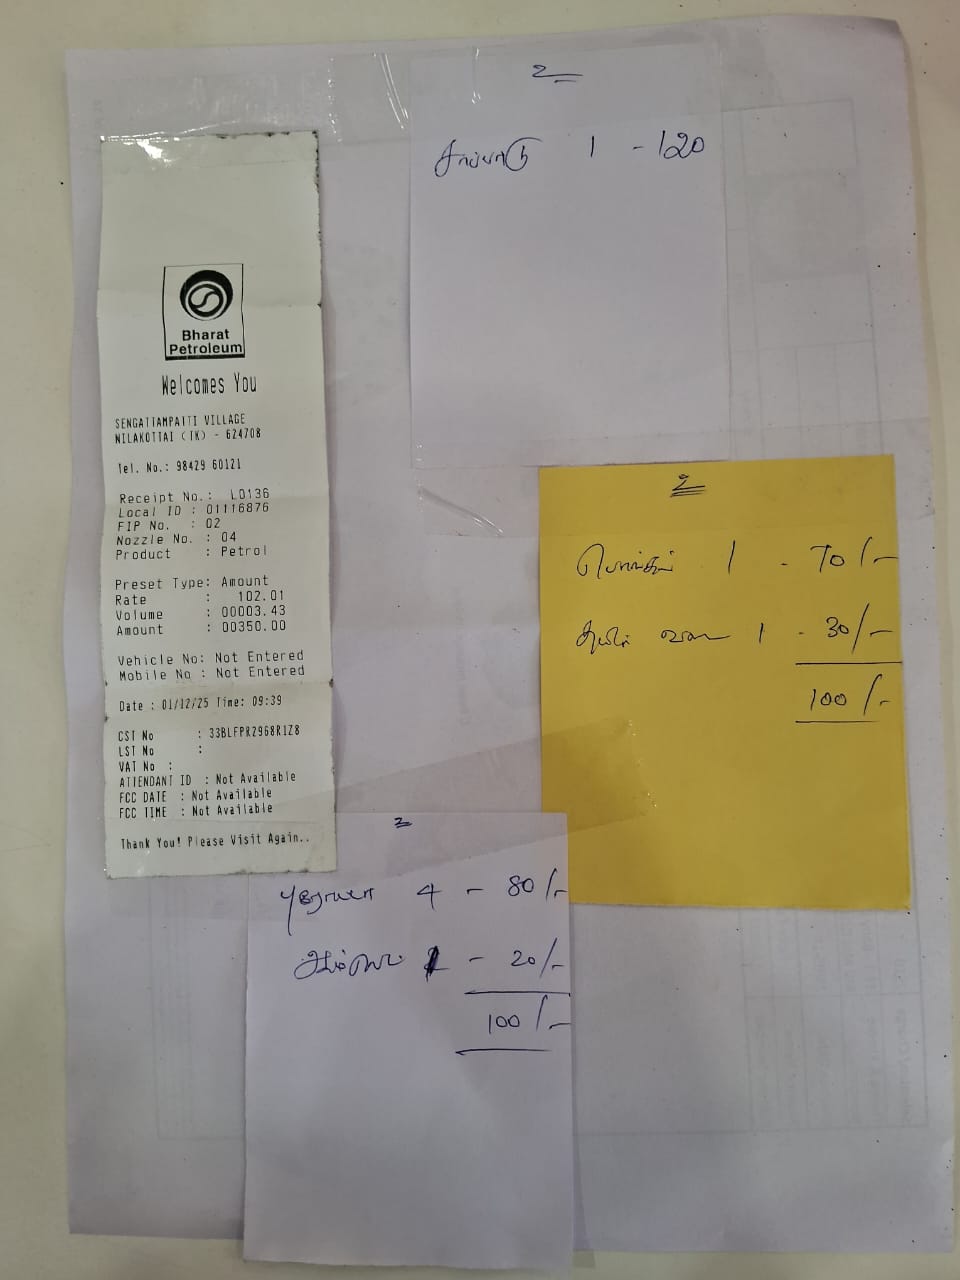 Bharat
Petroleum
Welcomes You
SENGATTAMPATTI VILLAGE
NILAKOTTAI (TK) - 624708
Tel. No.: 98429 60121
Receipt No.: L0136
Local ID : 01116876
FIP No. : 02
Nozzle No. : 04
Product : Petrol
Preset Type: Amount
Rate : 102.01
Volume : 00003.43
Amount : 00350.00
Vehicle No: Not Entered
Mobile No : Not Entered
Date : 01/12/25 Time: 09:39
CST No : 33BLFPR2968R1Z8
LST No :
VAT No :
ATTENDANT ID : Not Available
FCC DATE : Not Available
FCC TIME : Not Available
Thank You! Please Visit Again..
உ
சாப்பாடு 1 - 120
உ
பொங்கல் 1 - 70/-
1 - 30/-
100/-
உ
புரோட்டா 4 - 80/-
- 20/-
100/-